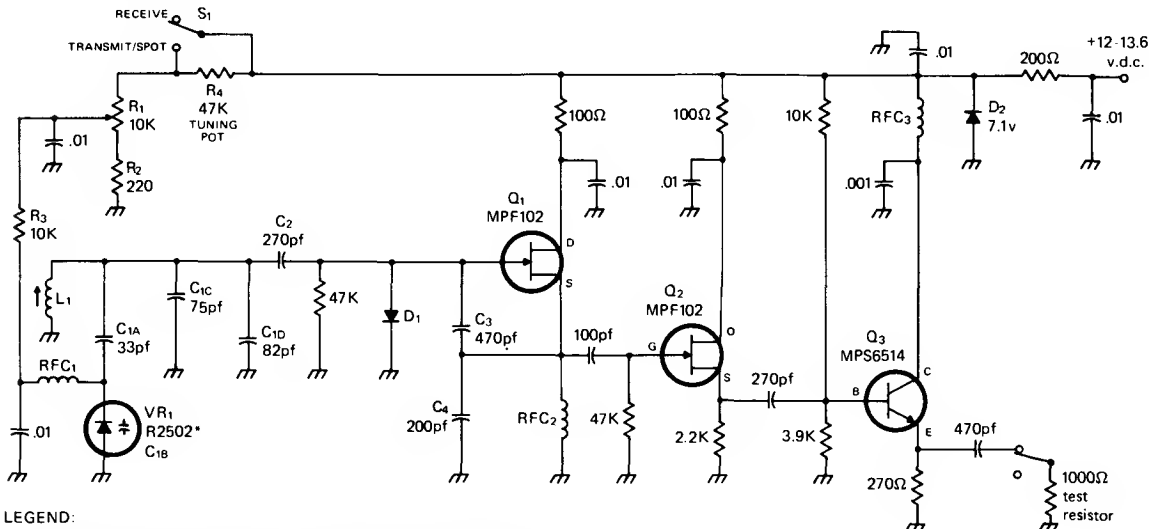 RECEIVE
S1
TRANSMIT/SPOT
R4
47K
TUNING
POT
R1
10K
.01
R2
220
R3
10K
L1
C1A
33pf
RFC1
.01
VR1
R2502*
C1B
C1C
75pf
C1D
82pf
C2
270pf
47K
D1
C3
470pf
C4
200pf
Q1
MPF102
D
S
100Ω
.01
RFC2
100pf
47K
Q2
MPF102
G
O
S
100Ω
.01
2.2K
270pf
10K
3.9K
Q3
MPS6514
B
C
E
RFC3
.001
.01
D2
7.1v
200Ω
+12-13.6
v.d.c.
.01
270Ω
470pf
1000Ω
test
resistor
LEGEND: